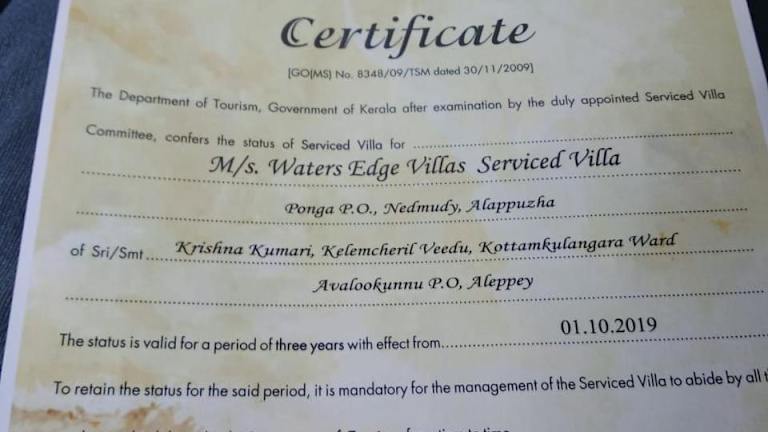 Certificate
[GO(MS) No. 8348/09/TSM dated 30/11/2009]
The Department of Tourism, Government of Kerala after examination by the duly appointed Serviced Villa
Committee, confers the status of Serviced Villa for
M/s. Waters Edge Villas Serviced Villa
Ponga P.O., Nedmudy, Alappuzha
of Sri/Smt Krishna Kumari, Kelemcheril Veedu, Kottamkulangara Ward
Avalookunnu P.O, Aleppey
The status is valid for a period of three years with effect from 01.10.2019
To retain the status for the said period, it is mandatory for the management of the Serviced Villa to abide by all